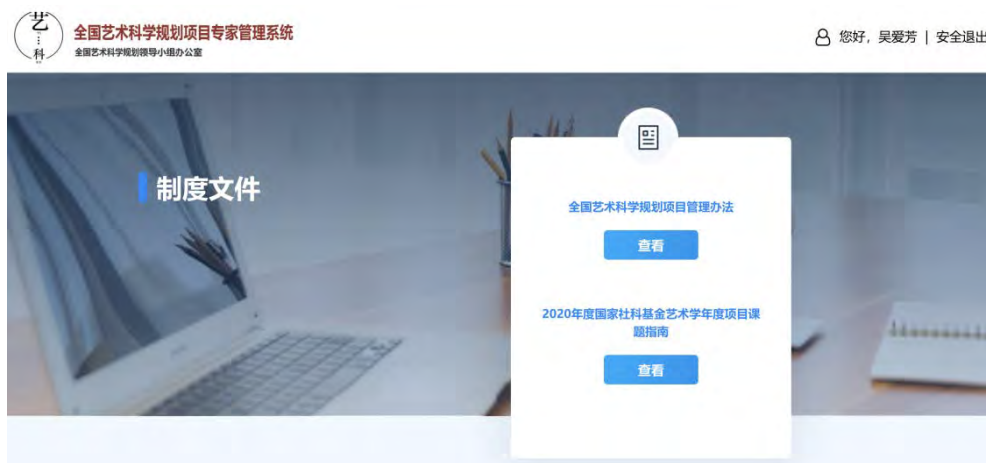 艺
科
全国艺术科学规划项目专家管理系统
全国艺术科学规划领导小组办公室
您好，吴爱芳 | 安全退出
制度文件
全国艺术科学规划项目管理办法
查看
2020年度国家社科基金艺术学年度项目课
题指南
查看